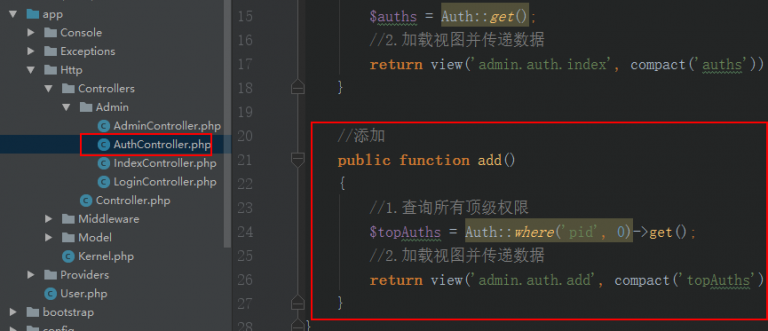 app
Console
Exceptions
Http
Controllers
Admin
AdminController.php
AuthController.php
IndexController.php
LoginController.php
Controller.php
Middleware
Model
Kernel.php
Providers
User.php
bootstrap
config
15 $auths = Auth::get();
16 //2.加载视图并传递数据
17 return view('admin.auth.index', compact('auths'))
18 }
19
20 //添加
21 public function add()
22 {
23 //1.查询所有顶级权限
24 $topAuths = Auth::where('pid', 0)->get();
25 //2.加载视图并传递数据
26 return view('admin.auth.add', compact('topAuths')
27 }
28 }